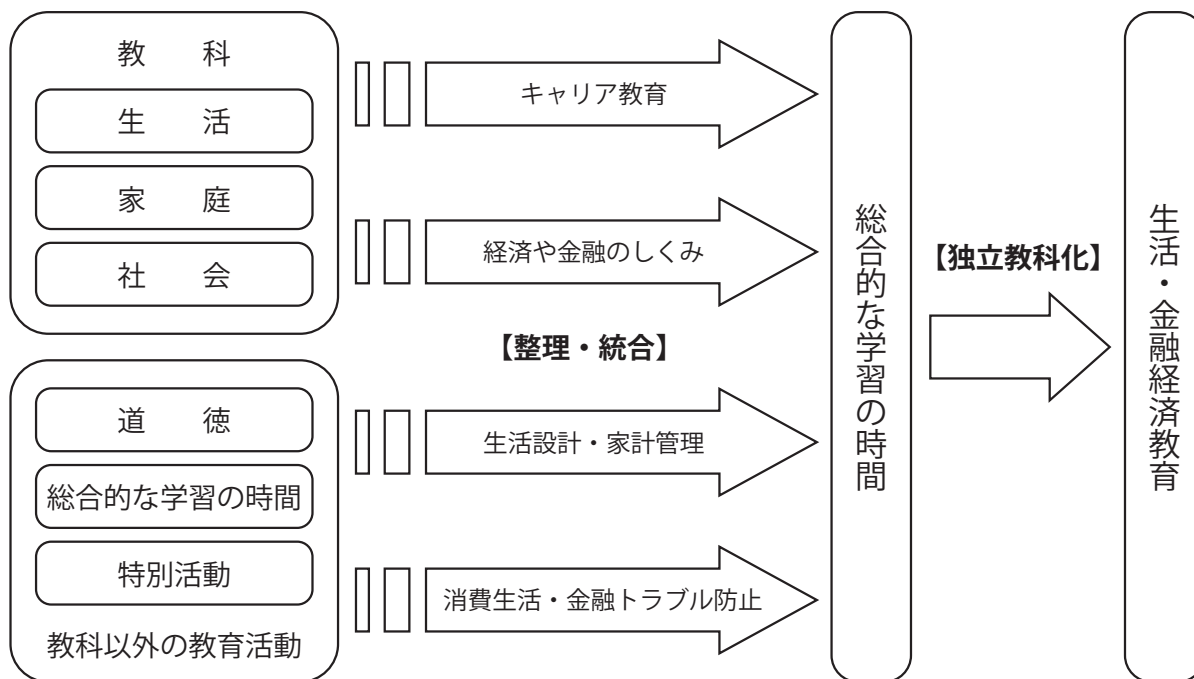 教　科
生　活
家　庭
社　会
道　徳
総合的な学習の時間
特別活動
教科以外の教育活動
キャリア教育
経済や金融のしくみ
【整理・統合】
生活設計・家計管理
消費生活・金融トラブル防止
総合的な学習の時間
【独立教科化】
生活・金融経済教育